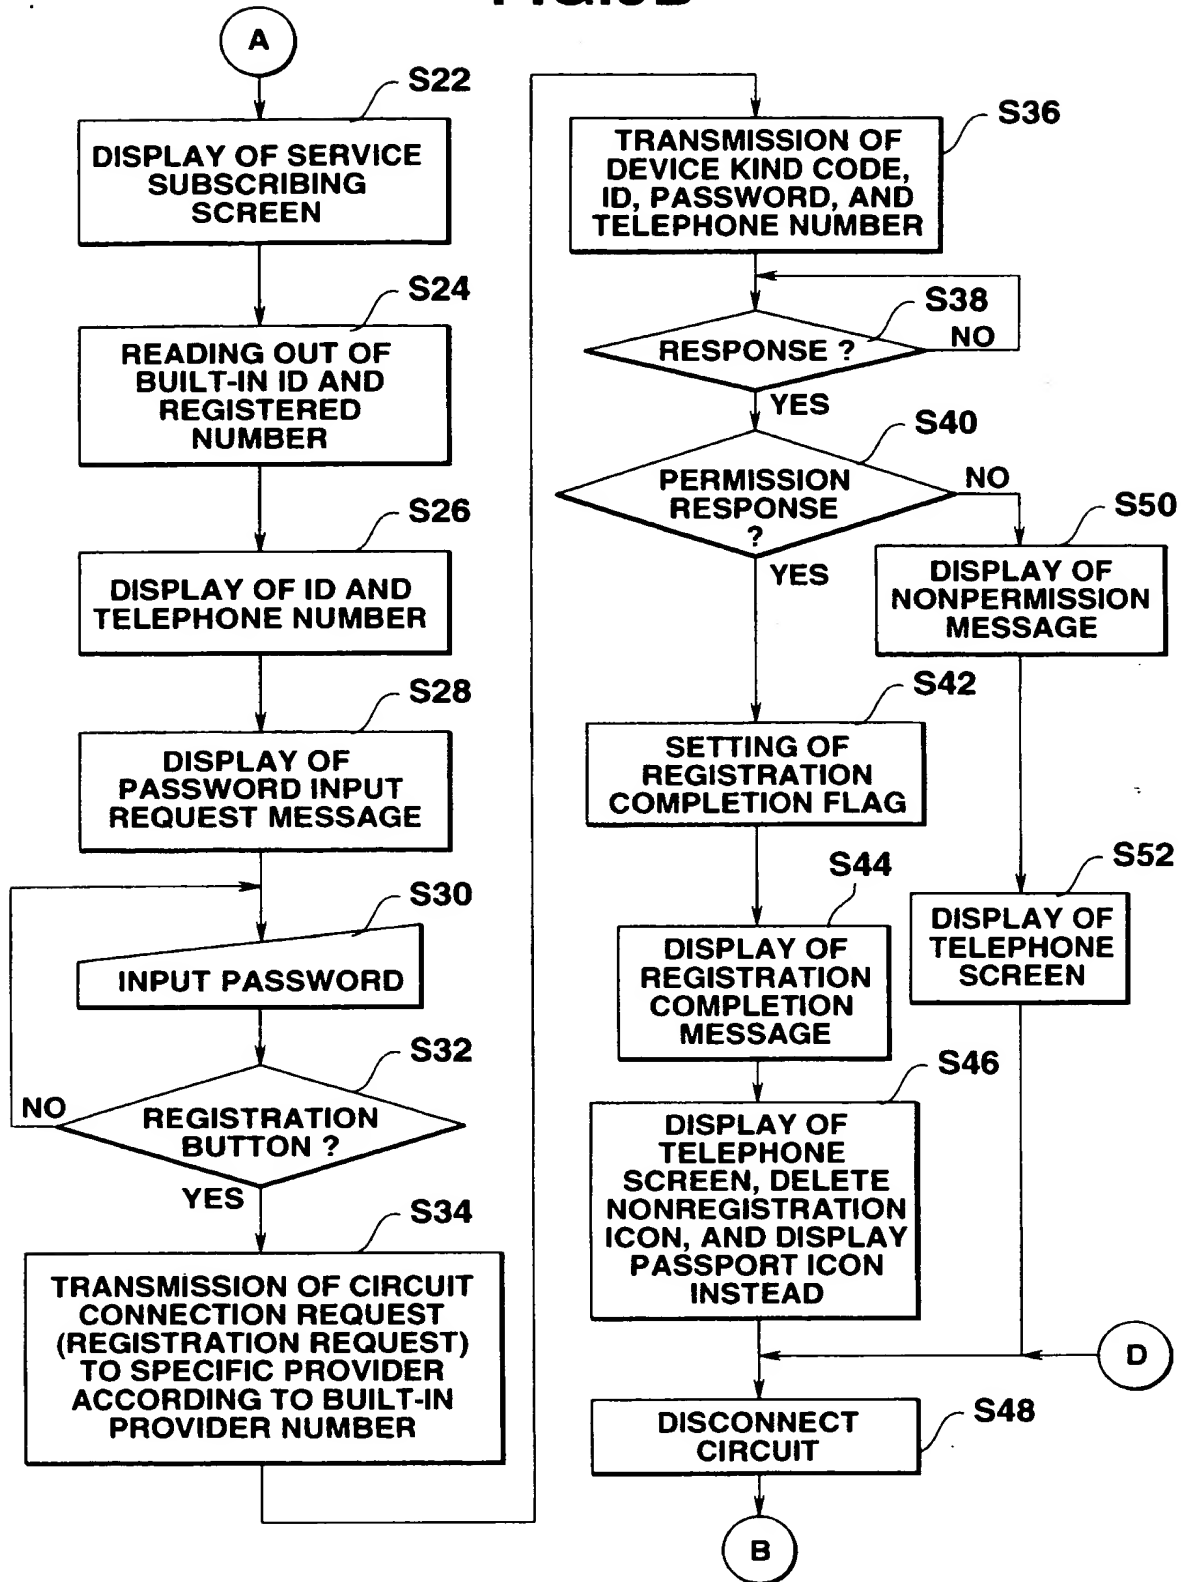 A
S22
DISPLAY OF SERVICE
SUBSCRIBING
SCREEN
S24
READING OUT OF
BUILT-IN ID AND
REGISTERED
NUMBER
S26
DISPLAY OF ID AND
TELEPHONE NUMBER
S28
DISPLAY OF
PASSWORD INPUT
REQUEST MESSAGE
S30
INPUT PASSWORD
S32
NO
REGISTRATION
BUTTON ?
YES
S34
TRANSMISSION OF CIRCUIT
CONNECTION REQUEST
(REGISTRATION REQUEST)
TO SPECIFIC PROVIDER
ACCORDING TO BUILT-IN
PROVIDER NUMBER
S36
TRANSMISSION OF
DEVICE KIND CODE,
ID, PASSWORD, AND
TELEPHONE NUMBER
S38
RESPONSE ?
NO
YES
S40
PERMISSION
RESPONSE
?
NO
YES
S50
DISPLAY OF
NONPERMISSION
MESSAGE
S42
SETTING OF
REGISTRATION
COMPLETION FLAG
S44
DISPLAY OF
REGISTRATION
COMPLETION
MESSAGE
S52
DISPLAY OF
TELEPHONE
SCREEN
S46
DISPLAY OF
TELEPHONE
SCREEN, DELETE
NONREGISTRATION
ICON, AND DISPLAY
PASSPORT ICON
INSTEAD
D
S48
DISCONNECT
CIRCUIT
B